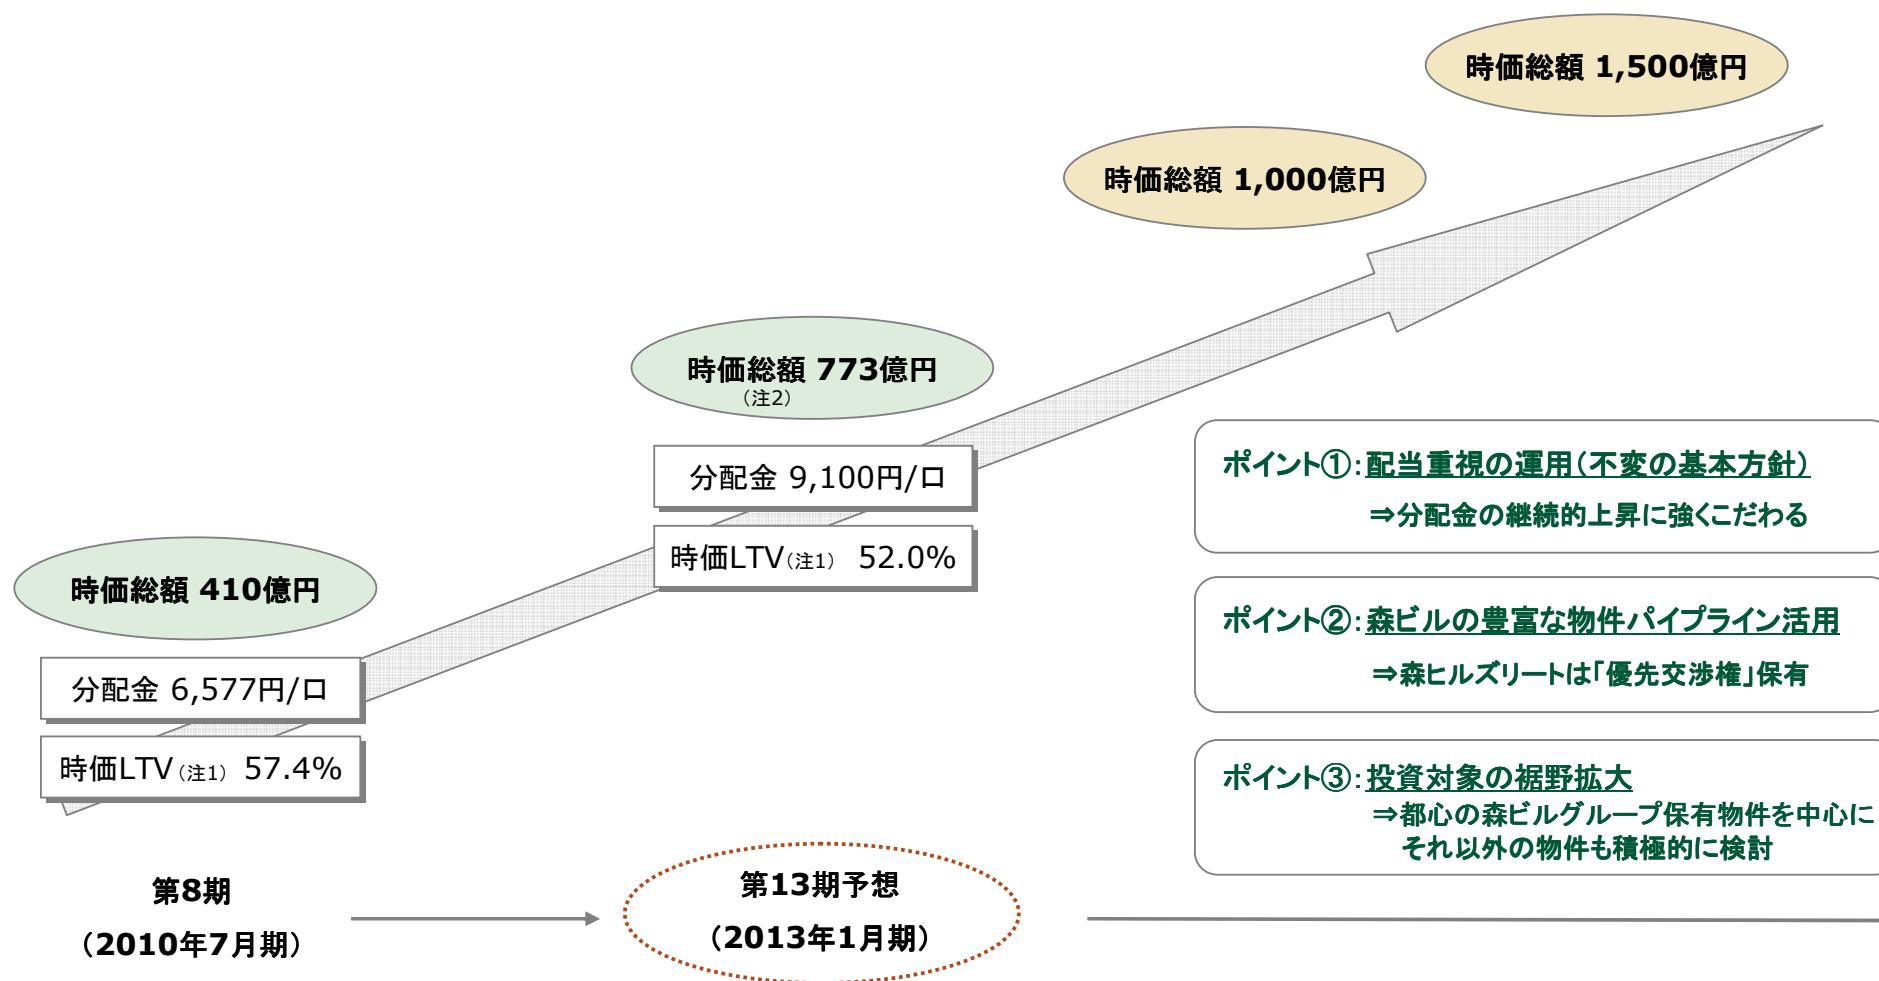 時価総額 1,500億円
時価総額 1,000億円
時価総額 773億円
（注2）
分配金 9,100円/口
時価LTV（注1） 52.0%
時価総額 410億円
分配金 6,577円/口
時価LTV（注1） 57.4%
ポイント①：配当重視の運用（不変の基本方針）
⇒分配金の継続的上昇に強くこだわる
ポイント②：森ビルの豊富な物件パイプライン活用
⇒森ヒルズリートは「優先交渉権」保有
ポイント③：投資対象の裾野拡大
⇒都心の森ビルグループ保有物件を中心に
それ以外の物件も積極的に検討
第8期
（2010年7月期）
第13期予想
（2013年1月期）